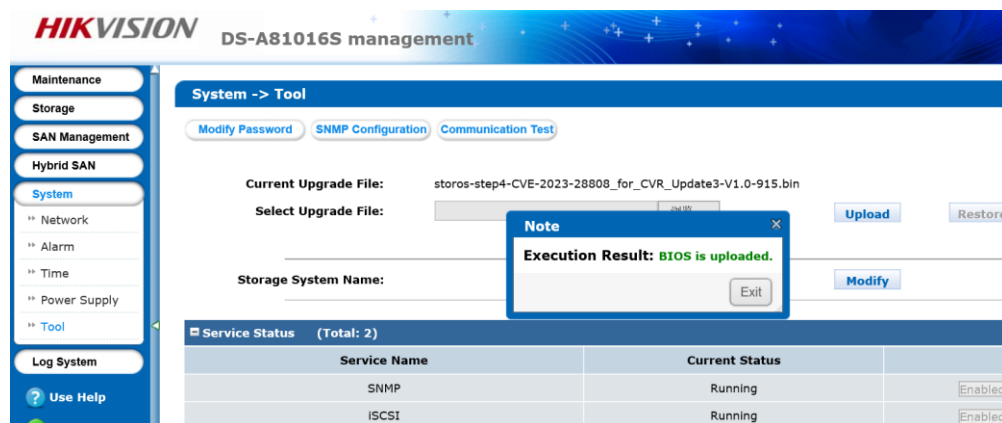 HIKVISION
DS-A81016S management
Maintenance
Storage
SAN Management
Hybrid SAN
System
Network
Alarm
Time
Power Supply
Tool
Log System
Use Help
System -> Tool
Modify Password SNMP Configuration Communication Test
Current Upgrade File: storos-step4-CVE-2023-28808_for_CVR_Update3-V1.0-915.bin
Select Upgrade File: Upload Restore
Note
Execution Result: BIOS is uploaded.
Exit
Storage System Name: Modify
Service Status (Total: 2)
Service Name Current Status
SNMP Running Enabled
iSCSI Running Enabled